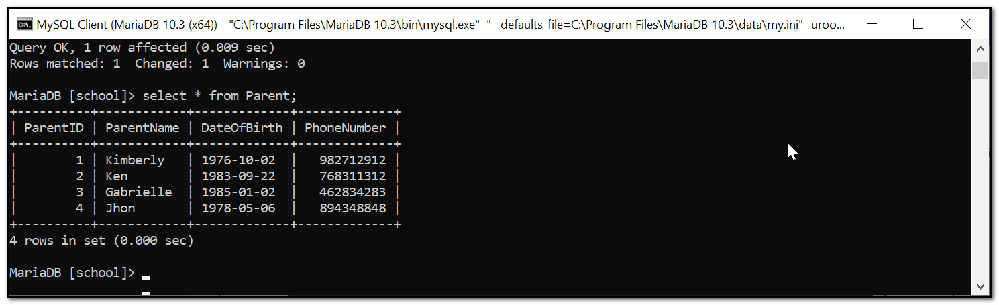 MySQL Client (MariaDB 10.3 (x64)) - "C:\Program Files\MariaDB 10.3\bin\mysql.exe"  "--defaults-file=C:\Program Files\MariaDB 10.3\data\my.ini" -uroo...
Query OK, 1 row affected (0.009 sec)
Rows matched: 1  Changed: 1  Warnings: 0
MariaDB [school]> select * from Parent;
+----------+------------+-------------+-------------+
| ParentID | ParentName | DateOfBirth | PhoneNumber |
+----------+------------+-------------+-------------+
|        1 | Kimberly   | 1976-10-02  |   982712912 |
|        2 | Ken        | 1983-09-22  |   768311312 |
|        3 | Gabrielle  | 1985-01-02  |   462834283 |
|        4 | Jhon       | 1978-05-06  |   894348848 |
+----------+------------+-------------+-------------+
4 rows in set (0.000 sec)
MariaDB [school]> _